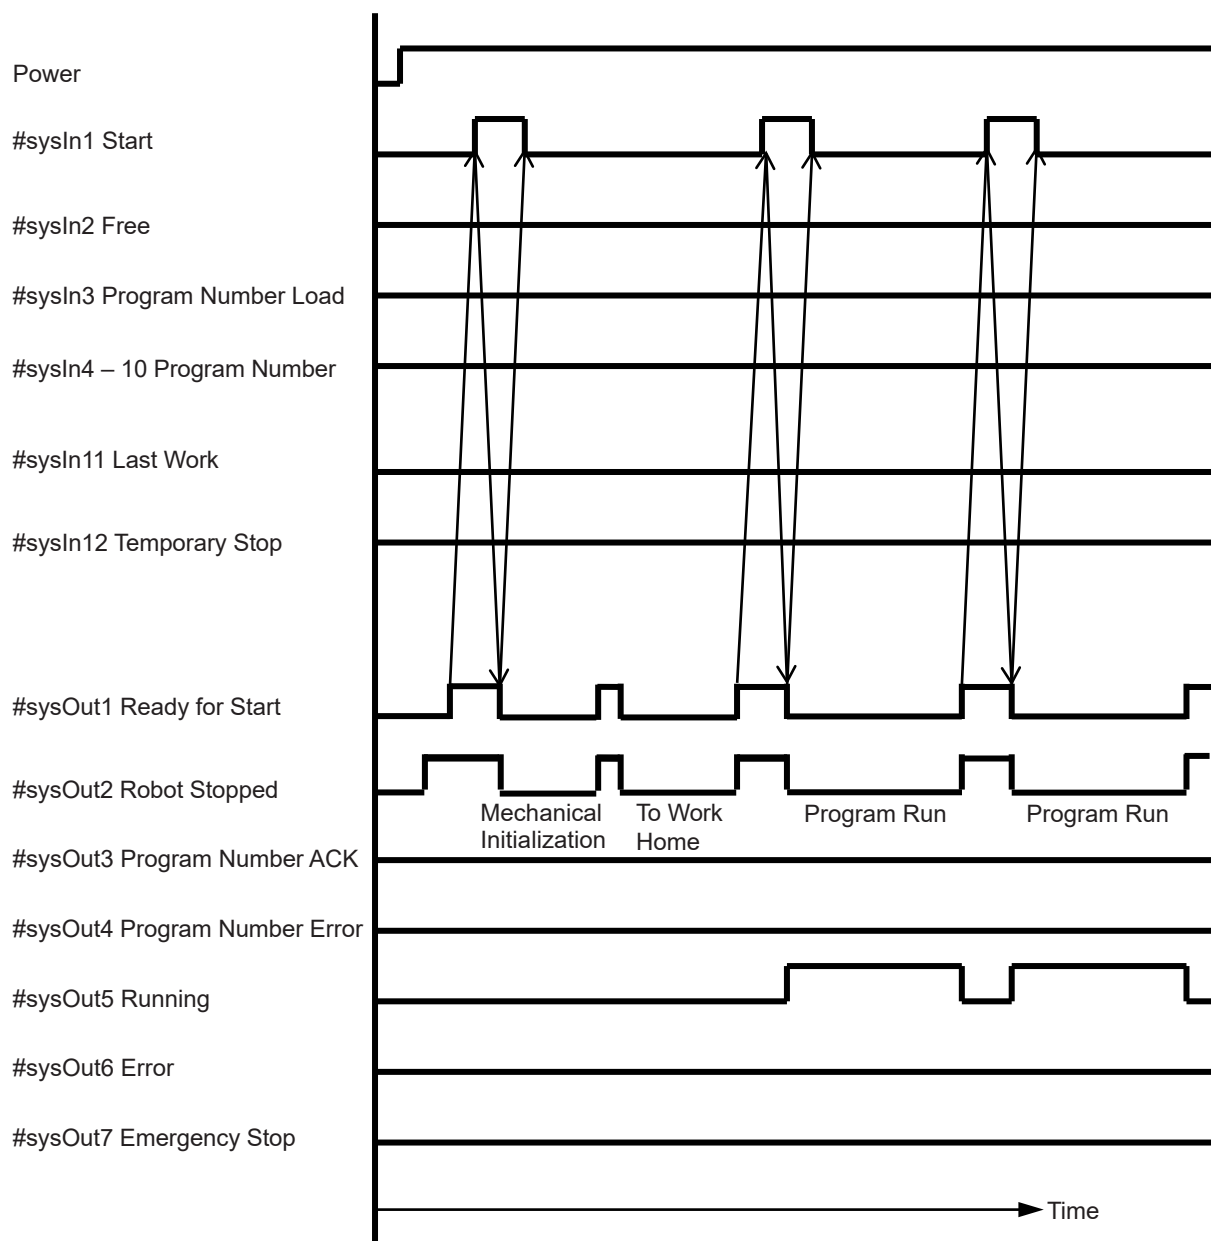 Power
#sysIn1 Start
#sysIn2 Free
#sysIn3 Program Number Load
#sysIn4 – 10 Program Number
#sysIn11 Last Work
#sysIn12 Temporary Stop
#sysOut1 Ready for Start
#sysOut2 Robot Stopped
Mechanical
Initialization
To Work
Home
Program Run
Program Run
#sysOut3 Program Number ACK
#sysOut4 Program Number Error
#sysOut5 Running
#sysOut6 Error
#sysOut7 Emergency Stop
Time